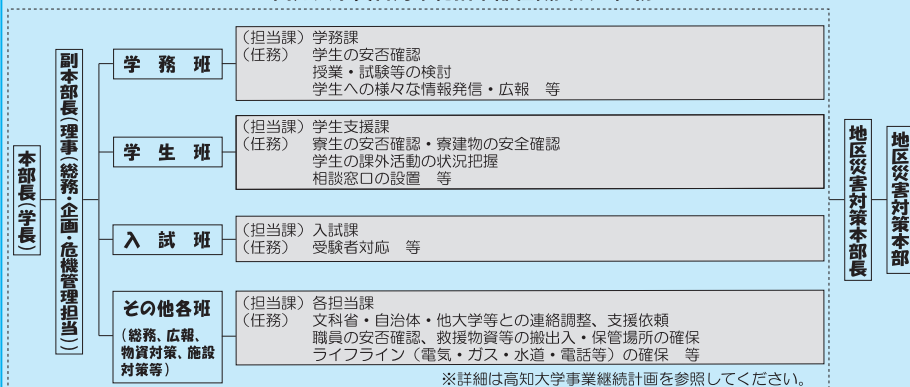 本部長(学長)
副本部長(理事(総務・企画・危機管理担当))
学務班
(担当課)学務課
(任務) 学生の安否確認
授業・試験等の検討
学生への様々な情報発信・広報 等
学生班
(担当課)学生支援課
(任務) 寮生の安否確認・寮建物の安全確認
学生の課外活動の状況把握
相談窓口の設置 等
入試班
(担当課)入試課
(任務) 受験者対応 等
その他各班
(総務、広報、
物資対策、施設
対策等)
(担当課)各担当課
(任務) 文科省・自治体・他大学等との連絡調整、支援依頼
職員の安否確認、救援物資等の搬出入・保管場所の確保
ライフライン(電気・ガス・水道・電話等)の確保 等
※詳細は高知大学事業継続計画を参照してください。
地区災害対策本部長
地区災害対策本部